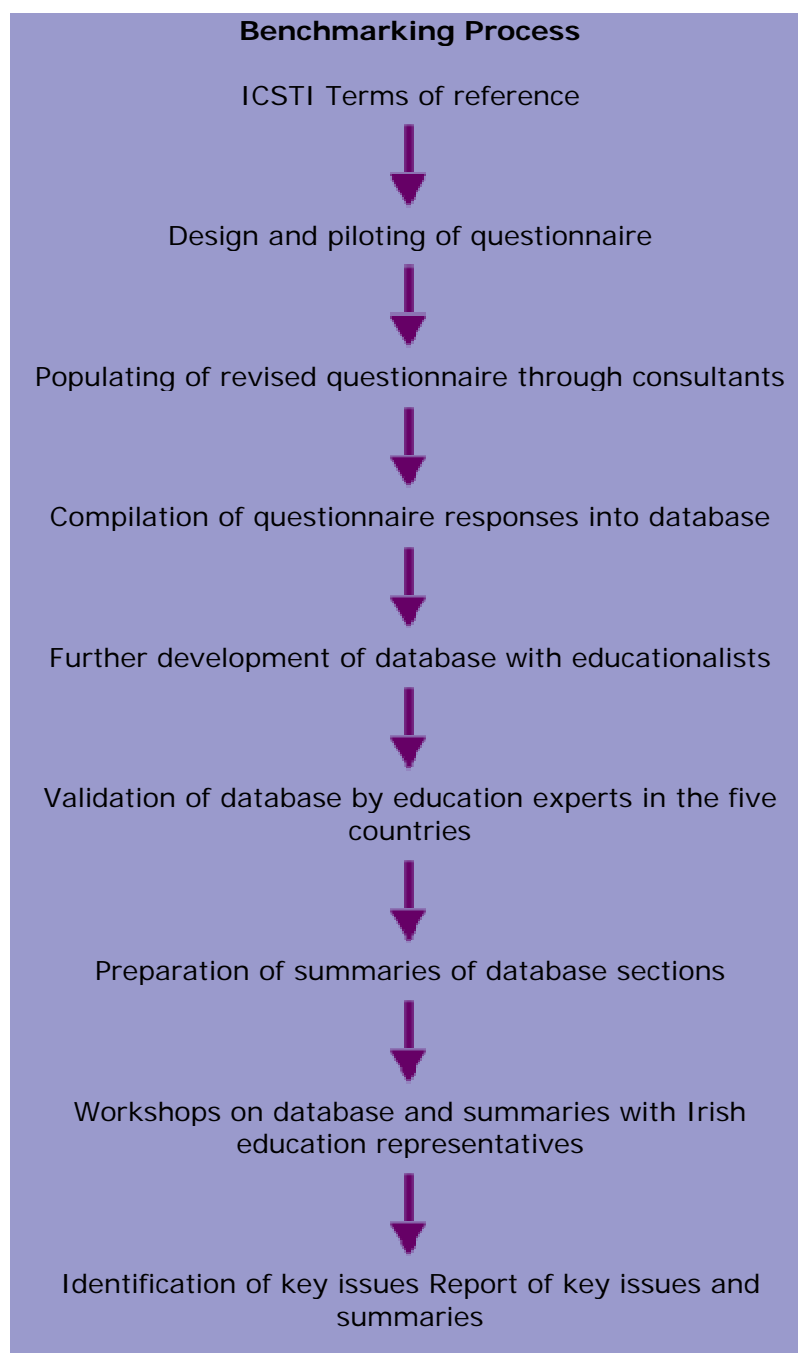 Benchmarking Process
ICSTI Terms of reference
Design and piloting of questionnaire
Populating of revised questionnaire through consultants
Compilation of questionnaire responses into database
Further development of database with educationalists
Validation of database by education experts in the five
countries
Preparation of summaries of database sections
Workshops on database and summaries with Irish
education representatives
Identification of key issues Report of key issues and
summaries